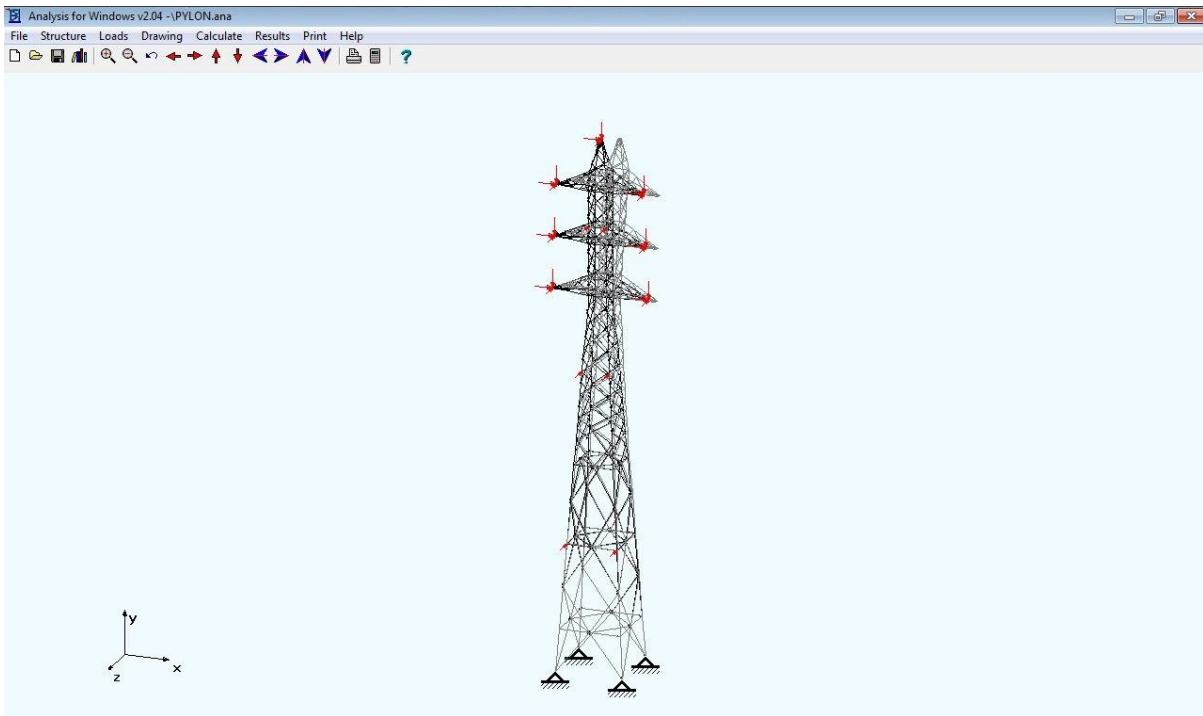 Analysis for Windows v2.04 -\PYLON.ana
File Structure Loads Drawing Calculate Results Print Help
?
y
x
z